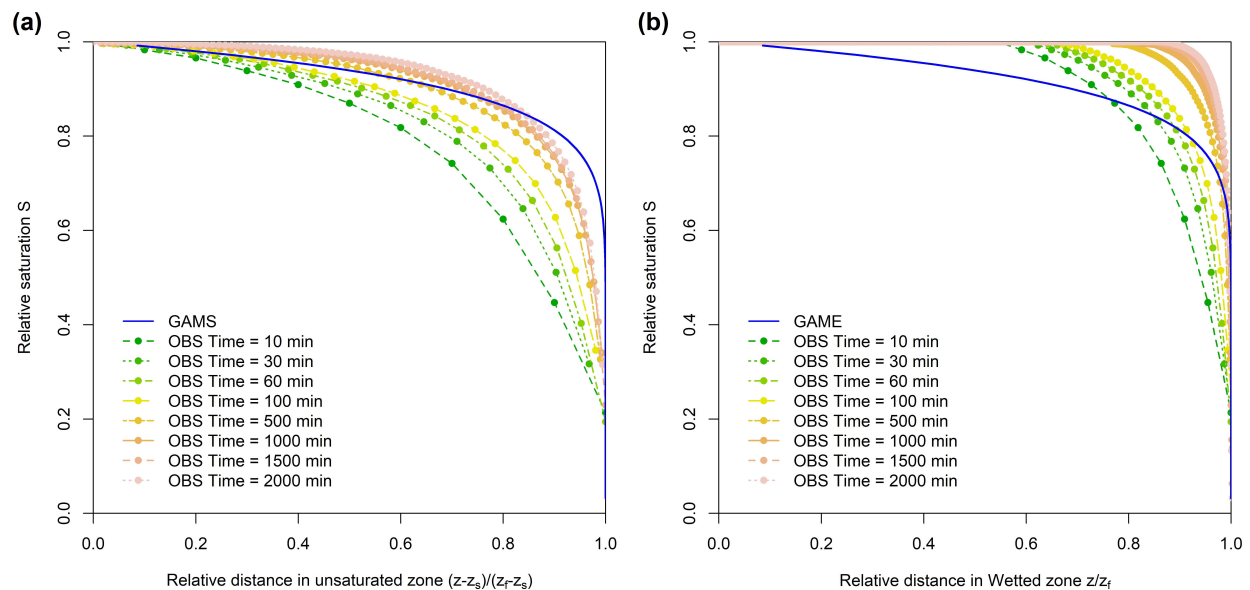 (a)
Relative saturation S
1.0
0.8
0.6
0.4
0.2
0.0
GAMS
OBS Time = 10 min
OBS Time = 30 min
OBS Time = 60 min
OBS Time = 100 min
OBS Time = 500 min
OBS Time = 1000 min
OBS Time = 1500 min
OBS Time = 2000 min
0.0 0.2 0.4 0.6 0.8 1.0
Relative distance in unsaturated zone (z-zs)/(zf-zs)
(b)
Relative saturation S
1.0
0.8
0.6
0.4
0.2
0.0
GAME
OBS Time = 10 min
OBS Time = 30 min
OBS Time = 60 min
OBS Time = 100 min
OBS Time = 500 min
OBS Time = 1000 min
OBS Time = 1500 min
OBS Time = 2000 min
0.0 0.2 0.4 0.6 0.8 1.0
Relative distance in Wetted zone z/zf